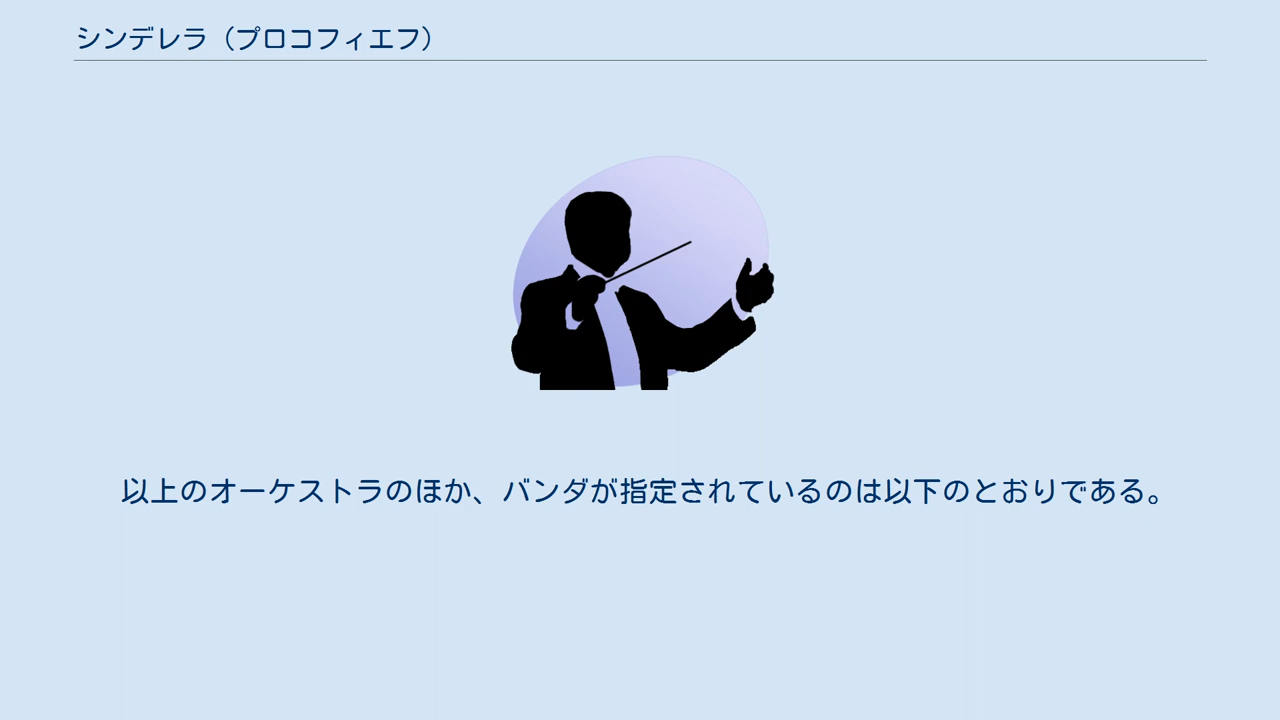 シンデレラ（プロコフィエフ）
以上のオーケストラのほか、バンダが指定されているのは以下のとおりである。